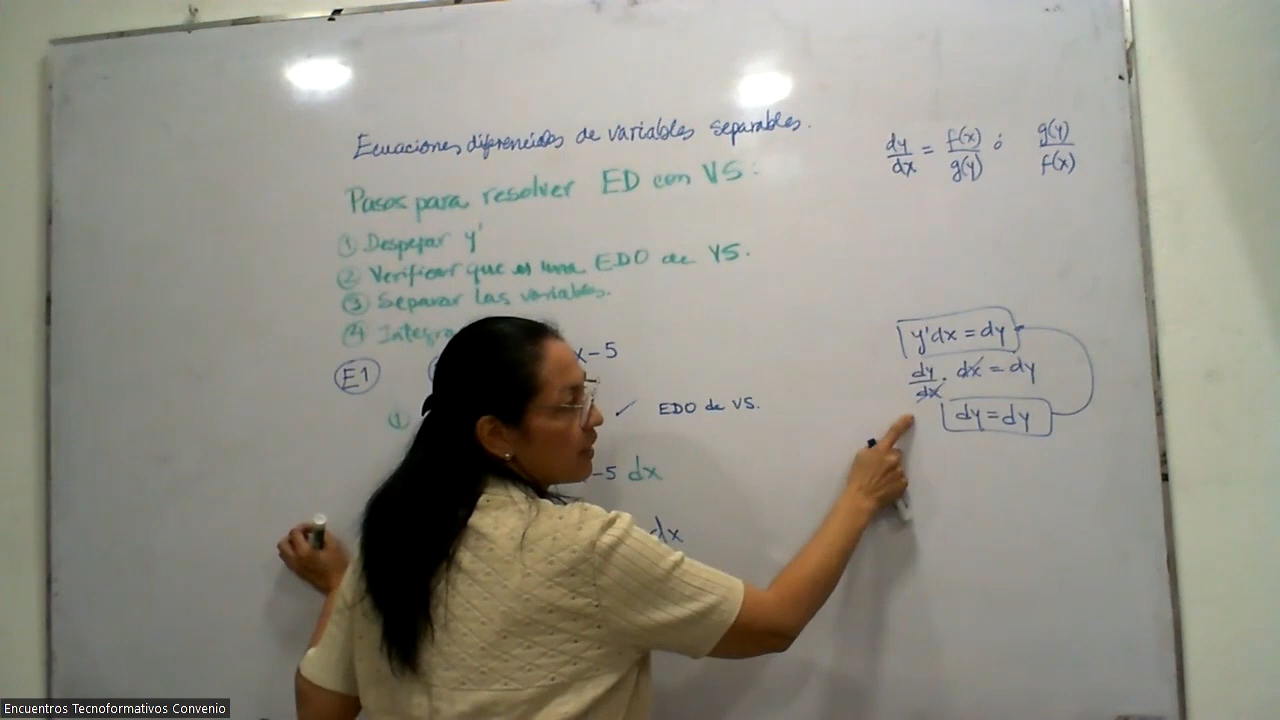 Ecuaciones diferenciales de variables separables.
dy/dx = f(x)/g(y) ó g(y)/f(x)
Pasos para resolver ED con VS:
① Despejar y'
② Verificar que es una EDO de VS.
③ Separar las variables.
④ Integra
E1
x-5
① 
✓ EDO de VS.
-5 dx
dx
y'dx = dy
dy/dx · dx = dy
dy = dy
Encuentros Tecnoformativos Convenio